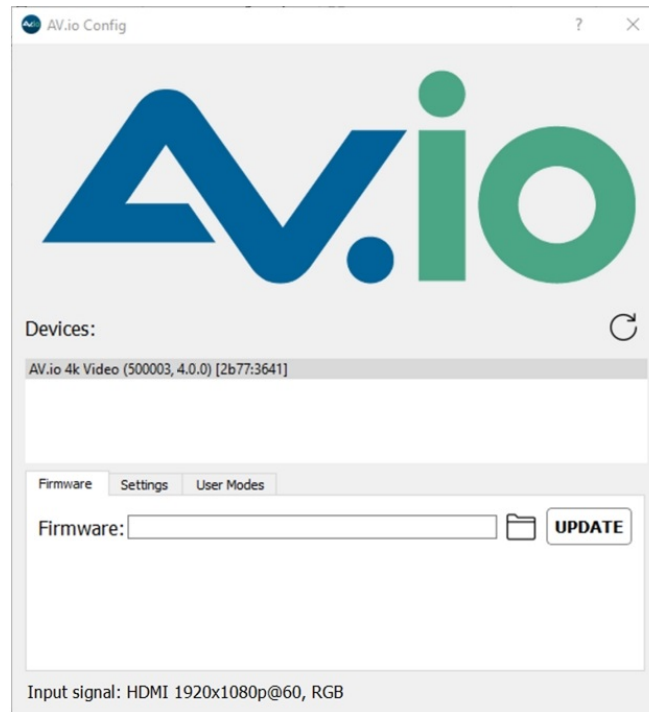 AV.io Config
?
AV.io
Devices:
AV.io 4k Video (500003, 4.0.0) [2b77:3641]
Firmware Settings User Modes
Firmware: UPDATE
Input signal: HDMI 1920x1080p@60, RGB